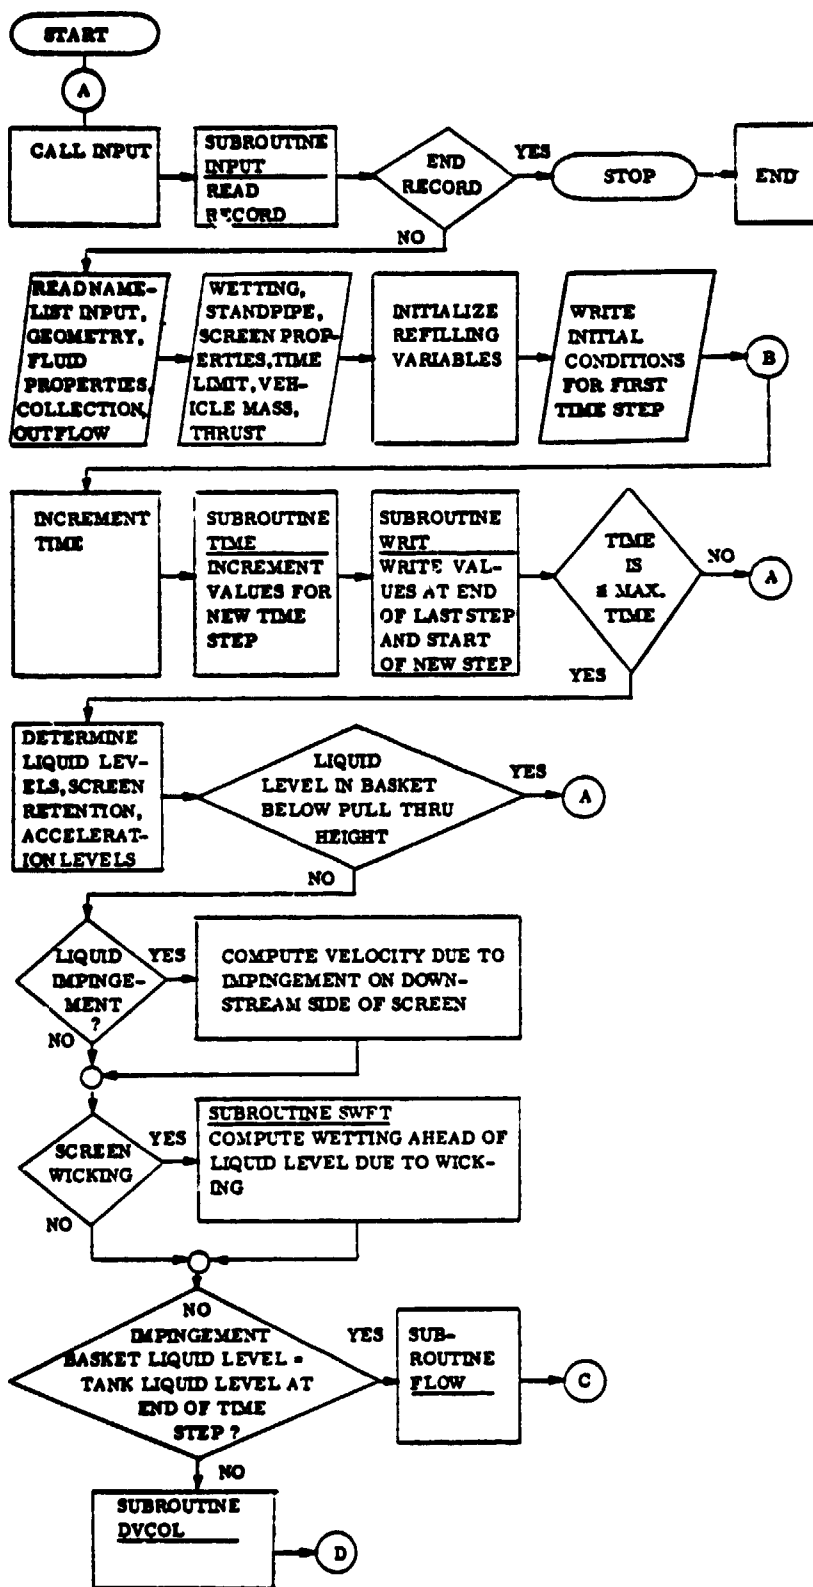 START
A
CALL INPUT
SUBROUTINE
INPUT
READ
RECORD
END
RECORD
YES
STOP
END
NO
READ NAME-
LIST INPUT,
GEOMETRY,
FLUID
PROPERTIES,
COLLECTION,
OUTFLOW
WETTING,
STANDPIPE,
SCREEN PROP-
ERTIES, TIME
LIMIT, VEH-
ICLE MASS,
THRUST
INITIALIZE
REFILLING
VARIABLES
WRITE
INITIAL
CONDITIONS
FOR FIRST
TIME STEP
B
INCREMENT
TIME
SUBROUTINE
TIME
INCREMENT
VALUES FOR
NEW TIME
STEP
SUBROUTINE
WRIT
WRITE VAL-
UES AT END
OF LAST STEP
AND START
OF NEW STEP
TIME
IS
MAX.
TIME
NO
A
YES
DETERMINE
LIQUID LEV-
ELS, SCREEN
RETENTION,
ACCELERAT-
ION LEVELS
LIQUID
LEVEL IN BASKET
BELOW PULL THRU
HEIGHT
YES
A
NO
LIQUID
IMPINGE-
MENT
?
YES
COMPUTE VELOCITY DUE TO
IMPINGEMENT ON DOWN-
STREAM SIDE OF SCREEN
NO
SCREEN
WICKING
YES
SUBROUTINE SWFT
COMPUTE WETTING AHEAD OF
LIQUID LEVEL DUE TO WICK-
ING
NO
NO
IMPINGEMENT
BASKET LIQUID LEVEL =
TANK LIQUID LEVEL AT
END OF TIME
STEP ?
YES
SUB-
ROUTINE
FLOW
C
NO
SUBROUTINE
DVCOL
D